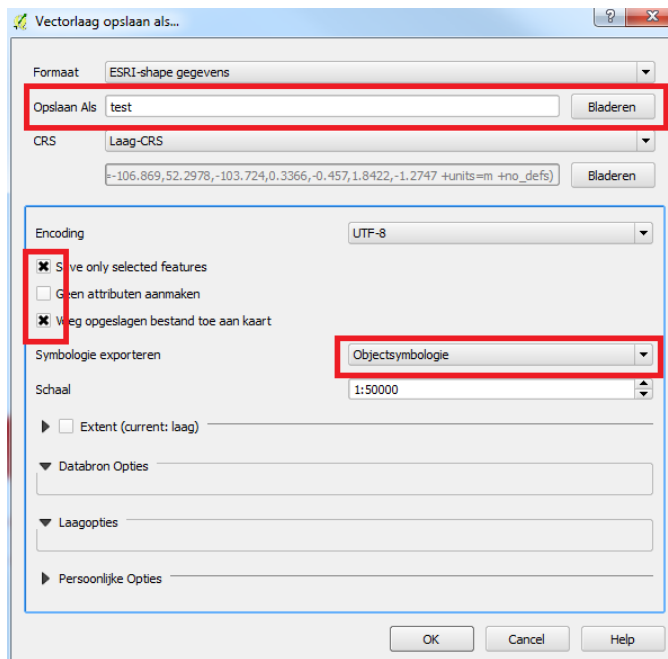 Vectorlaag opslaan als...
Formaat ESRI-shape gegevens
Opslaan Als test Bladeren
CRS Laag-CRS
=-106.869,52.2978,-103.724,0.3366,-0.457,1.8422,-1.2747 +units=m +no_defs) Bladeren
Encoding UTF-8
Save only selected features
Geen attributen aanmaken
Voeg opgeslagen bestand toe aan kaart
Symbologie exporteren Objectsymbologie
Schaal 1:50000
Extent (current: laag)
Databron Opties
Laagopties
Persoonlijke Opties
OK Cancel Help